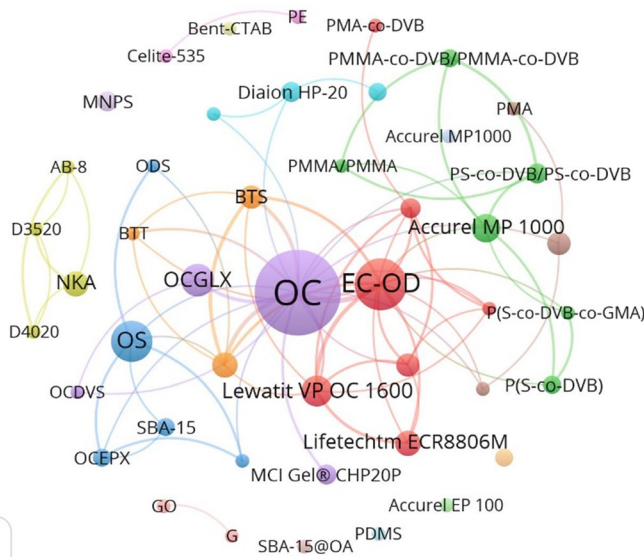 PE
Bent-CTAB
PMA-co-DVB
Celite-535
PMMA-co-DVB/PMMA-co-DVB
Diaion HP-20
MNPS
PMA
Accurel MP1000
AB-8
ODS
PMMA/PMMA
PS-co-DVB/PS-co-DVB
BTS
D3520
BTT
Accurel MP 1000
NKA
OCGLX
OC
EC-OD
P(S-co-DVB-co-GMA)
D4020
OS
OCDVS
Lewatit VP OC 1600
P(S-co-DVB)
SBA-15
Lifetechtm ECR8806M
OCEPX
MCI Gel® CHP20P
GO
Accurel EP 100
G
PDMS
SBA-15@OA